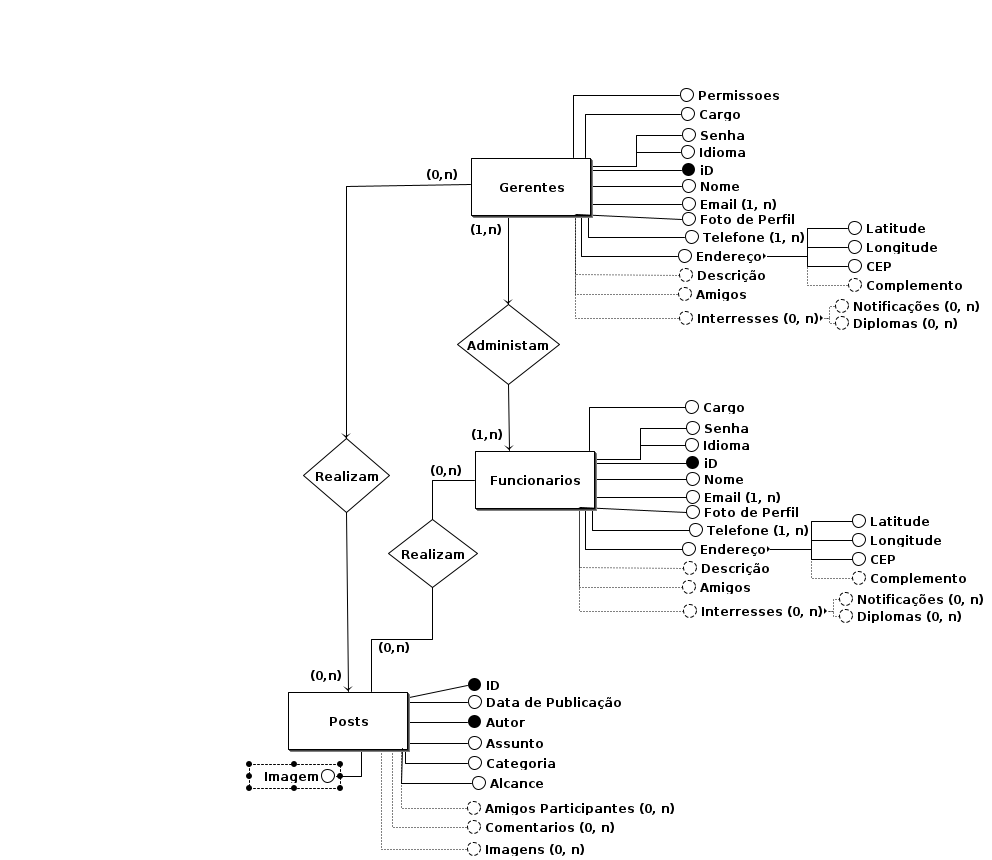 Permissoes
Cargo
Senha
Idioma
iD
Nome
Email (1, n)
Foto de Perfil
Telefone (1, n)
Endereço
Descrição
Amigos
Interresses (0, n)
Latitude
Longitude
CEP
Complemento
Notificações (0, n)
Diplomas (0, n)
(0,n)
Gerentes
(1,n)
Administam
(1,n)
Cargo
Senha
Idioma
iD
Nome
Email (1, n)
Foto de Perfil
Telefone (1, n)
Endereço
Descrição
Amigos
Interresses (0, n)
Latitude
Longitude
CEP
Complemento
Notificações (0, n)
Diplomas (0, n)
Funcionarios
(0,n)
Realizam
Realizam
(0,n)
(0,n)
Posts
ID
Data de Publicação
Autor
Assunto
Categoria
Alcance
Amigos Participantes (0, n)
Comentarios (0, n)
Imagens (0, n)
Imagem